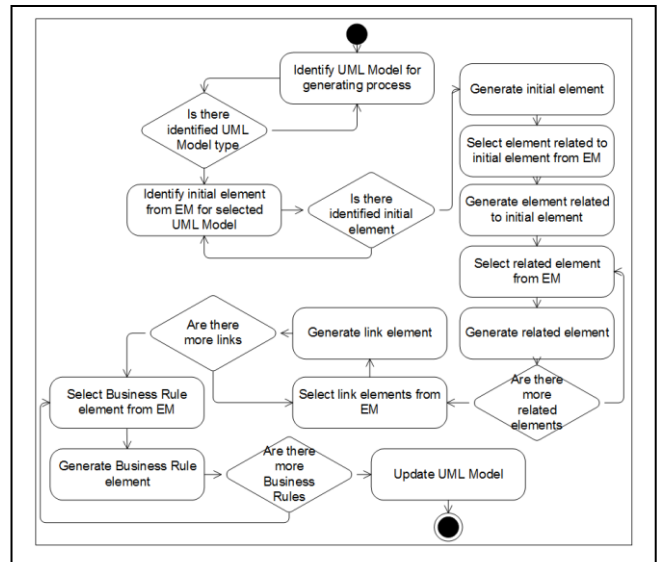 Identify UML Model for
generating process
Is there
identified UML
Model type
Identify initial element
from EM for selected
UML Model
Is there
identified initial
element
Generate initial element
Select element related to
initial element from EM
Generate element related
to initial element
Select related element
from EM
Generate related element
Are there
more
related
elements
Select link elements from
EM
Generate link element
Are there
more links
Select Business Rule
element from EM
Generate Business Rule
element
Are there
more
Business
Rules
Update UML Model